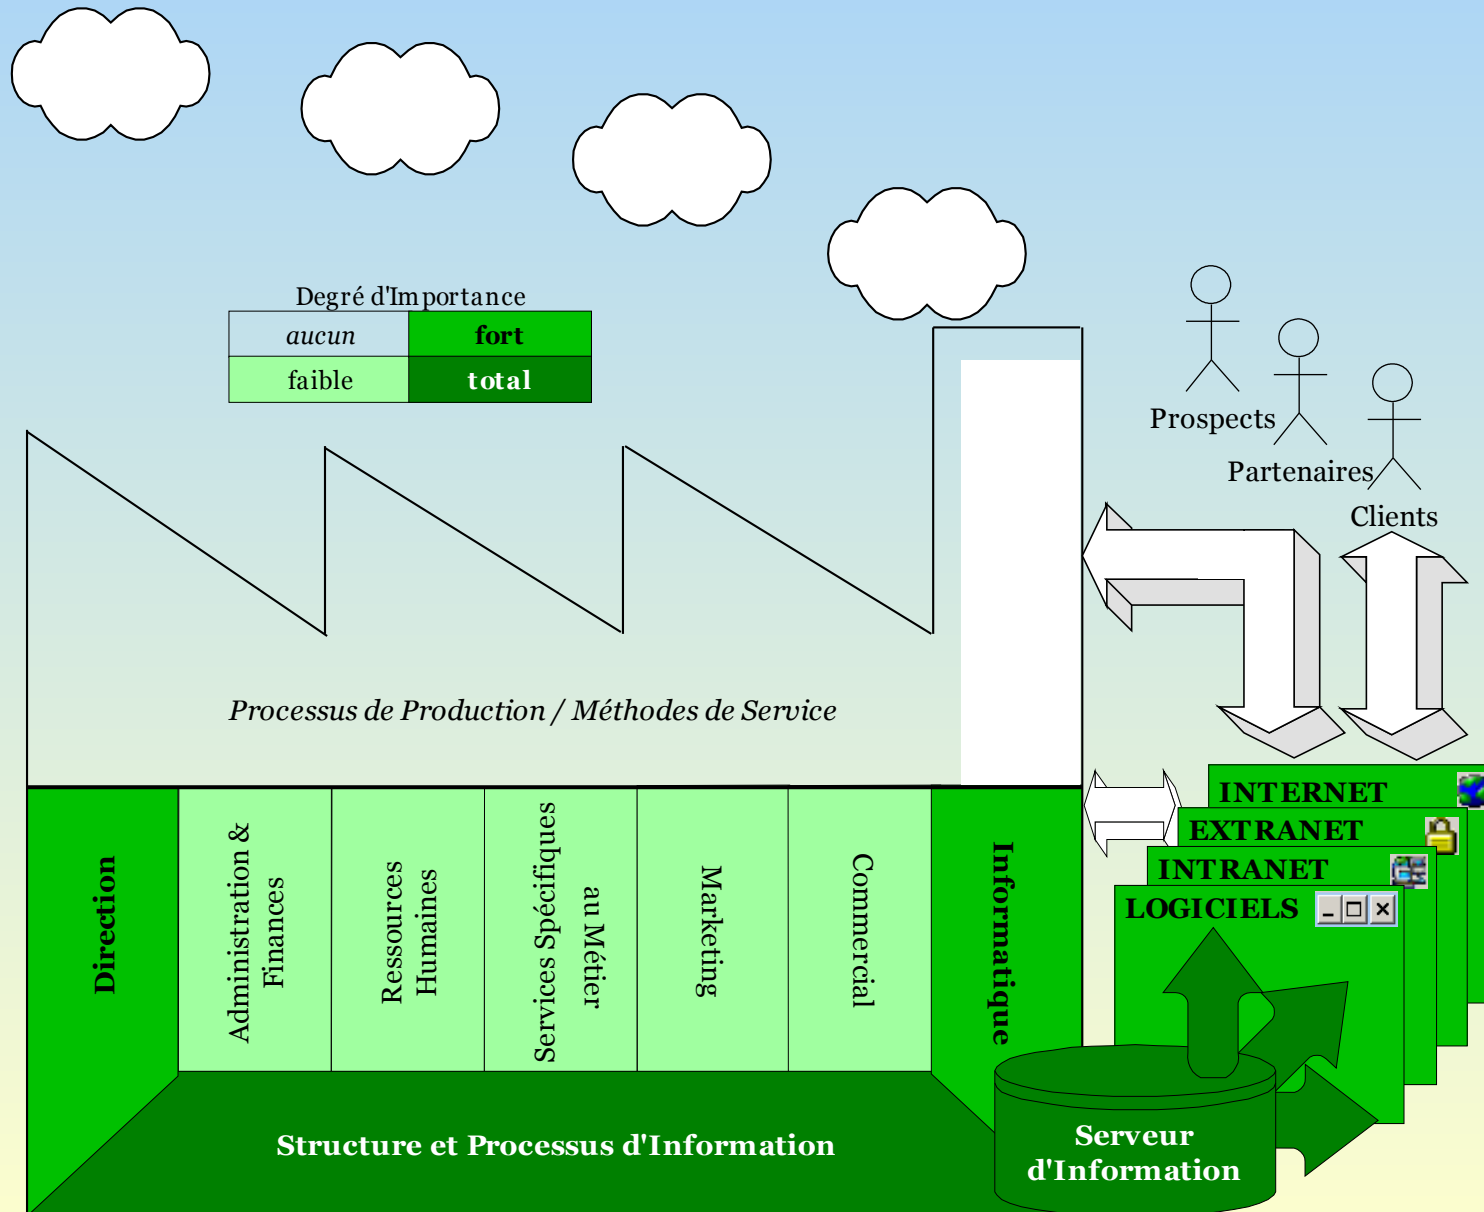 Degré d'Importance
aucun fort
faible total
Prospects
Partenaires
Clients
Processus de Production / Méthodes de Service
Direction
Administration &
Finances
Ressources
Humaines
Services Spécifiques
au Métier
Marketing
Commercial
Informatique
INTERNET
EXTRANET
INTRANET
LOGICIELS
Structure et Processus d'Information
Serveur
d'Information